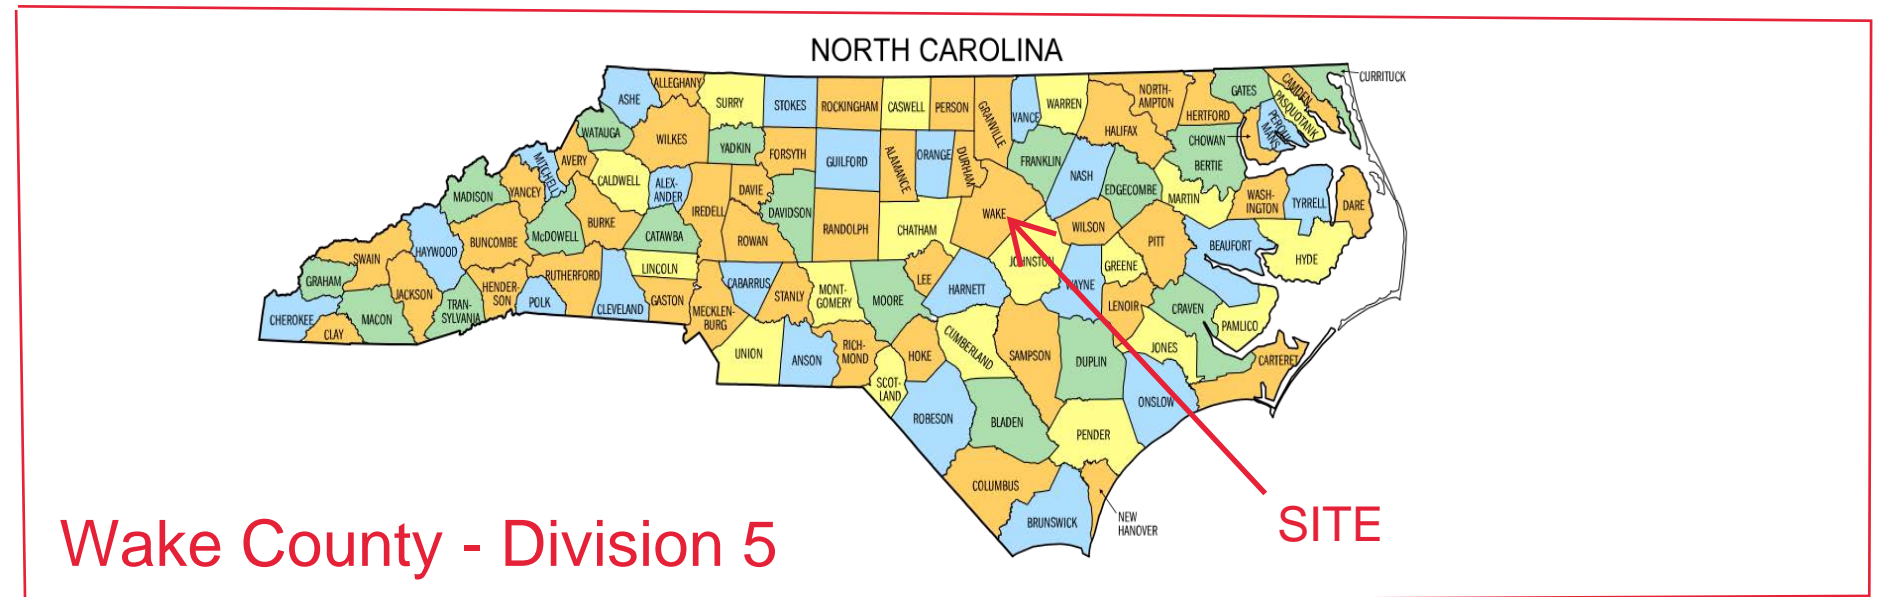 NORTH CAROLINA
CURRITUCK
ALLEGHANY
ASHE
SURRY
STOKES
ROCKINGHAM
CASWELL
PERSON
GRANVILLE
VANCE
WARREN
NORTH-
AMPTON
GATES
CAMDEN
PASQUOTANK
HERTFORD
PERQUI-
MANS
WATAUGA
WILKES
YADKIN
FORSYTH
GUILFORD
ALAMANCE
ORANGE
DURHAM
FRANKLIN
HALIFAX
CHOWAN
BERTIE
MITCHELL
AVERY
CALDWELL
ALEX-
ANDER
DAVIE
NASH
EDGECOMBE
MARTIN
MADISON
YANCEY
IREDELL
WASH-
INGTON
TYRRELL
DARE
BURKE
DAVIDSON
RANDOLPH
CHATHAM
WAKE
WILSON
PITT
BEAUFORT
HYDE
HAYWOOD
BUNCOMBE
McDOWELL
CATAWBA
ROWAN
JOHNSTON
GREENE
SWAIN
LINCOLN
GRAHAM
JACKSON
HENDER-
SON
RUTHERFORD
CABARRUS
STANLY
MONT-
GOMERY
MOORE
LEE
HARNETT
WAYNE
LENOIR
CRAVEN
CHEROKEE
CLAY
MACON
TRAN-
SYLVANIA
POLK
CLEVELAND
GASTON
MECKLEN-
BURG
PAMLICO
UNION
ANSON
RICH-
MOND
HOKE
CUMBERLAND
SAMPSON
DUPLIN
JONES
CARTERET
SCOT-
LAND
ROBESON
BLADEN
PENDER
ONSLOW
COLUMBUS
BRUNSWICK
NEW
HANOVER
SITE
Wake County - Division 5